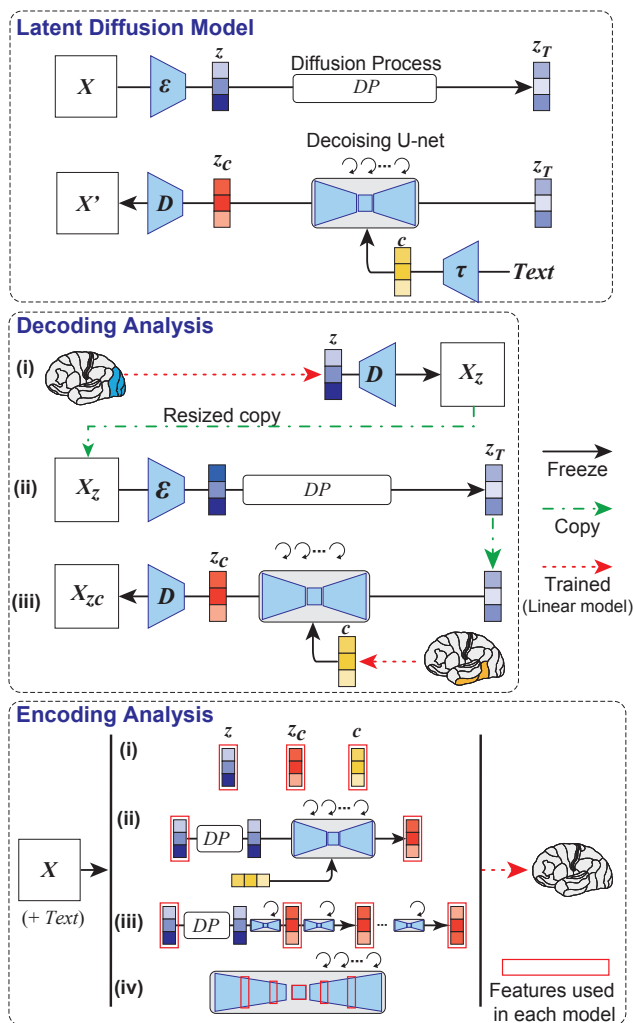 Latent Diffusion Model
X ε z Diffusion Process DP z_T
Decoising U-net
X' D z_c ... z_T
c τ Text
Decoding Analysis
(i) z D X_z
Resized copy
(ii) X_z ε DP z_T
(iii) X_zc D z_c ...
c
Freeze
Copy
Trained
(Linear model)
Encoding Analysis
(i) z z_c c
(ii) DP ...
X
(+ Text)
(iii) DP ...
(iv) ...
Features used
in each model